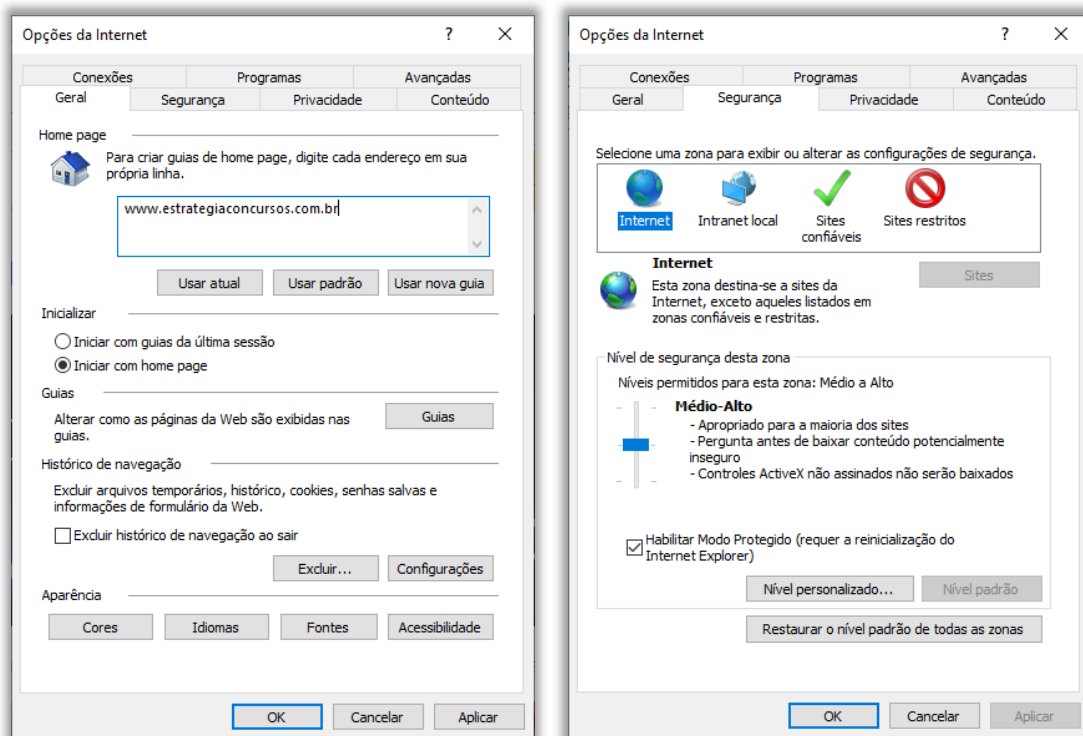 Opções da Internet
?
X
Conexões
Programas
Avançadas
Geral
Segurança
Privacidade
Conteúdo
Home page
Para criar guias de home page, digite cada endereço em sua
própria linha.
www.estrategiaconcursos.com.br
Usar atual
Usar padrão
Usar nova guia
Inicializar
Iniciar com guias da última sessão
Iniciar com home page
Guias
Alterar como as páginas da Web são exibidas nas
guias.
Guias
Histórico de navegação
Excluir arquivos temporários, histórico, cookies, senhas salvas e
informações de formulário da Web.
Excluir histórico de navegação ao sair
Excluir...
Configurações
Aparência
Cores
Idiomas
Fontes
Acessibilidade
OK
Cancelar
Aplicar
Opções da Internet
?
X
Conexões
Programas
Avançadas
Geral
Segurança
Privacidade
Conteúdo
Selecione uma zona para exibir ou alterar as configurações de segurança.
Internet
Intranet local
Sites
confiáveis
Sites restritos
Internet
Esta zona destina-se a sites da
Internet, exceto aqueles listados em
zonas confiáveis e restritas.
Sites
Nível de segurança desta zona
Níveis permitidos para esta zona: Médio a Alto
Médio-Alto
- Apropriado para a maioria dos sites
- Pergunta antes de baixar conteúdo potencialmente
inseguro
- Controles ActiveX não assinados não serão baixados
Habilitar Modo Protegido (requer a reinicialização do
Internet Explorer)
Nível personalizado...
Nível padrão
Restaurar o nível padrão de todas as zonas
OK
Cancelar
Aplicar